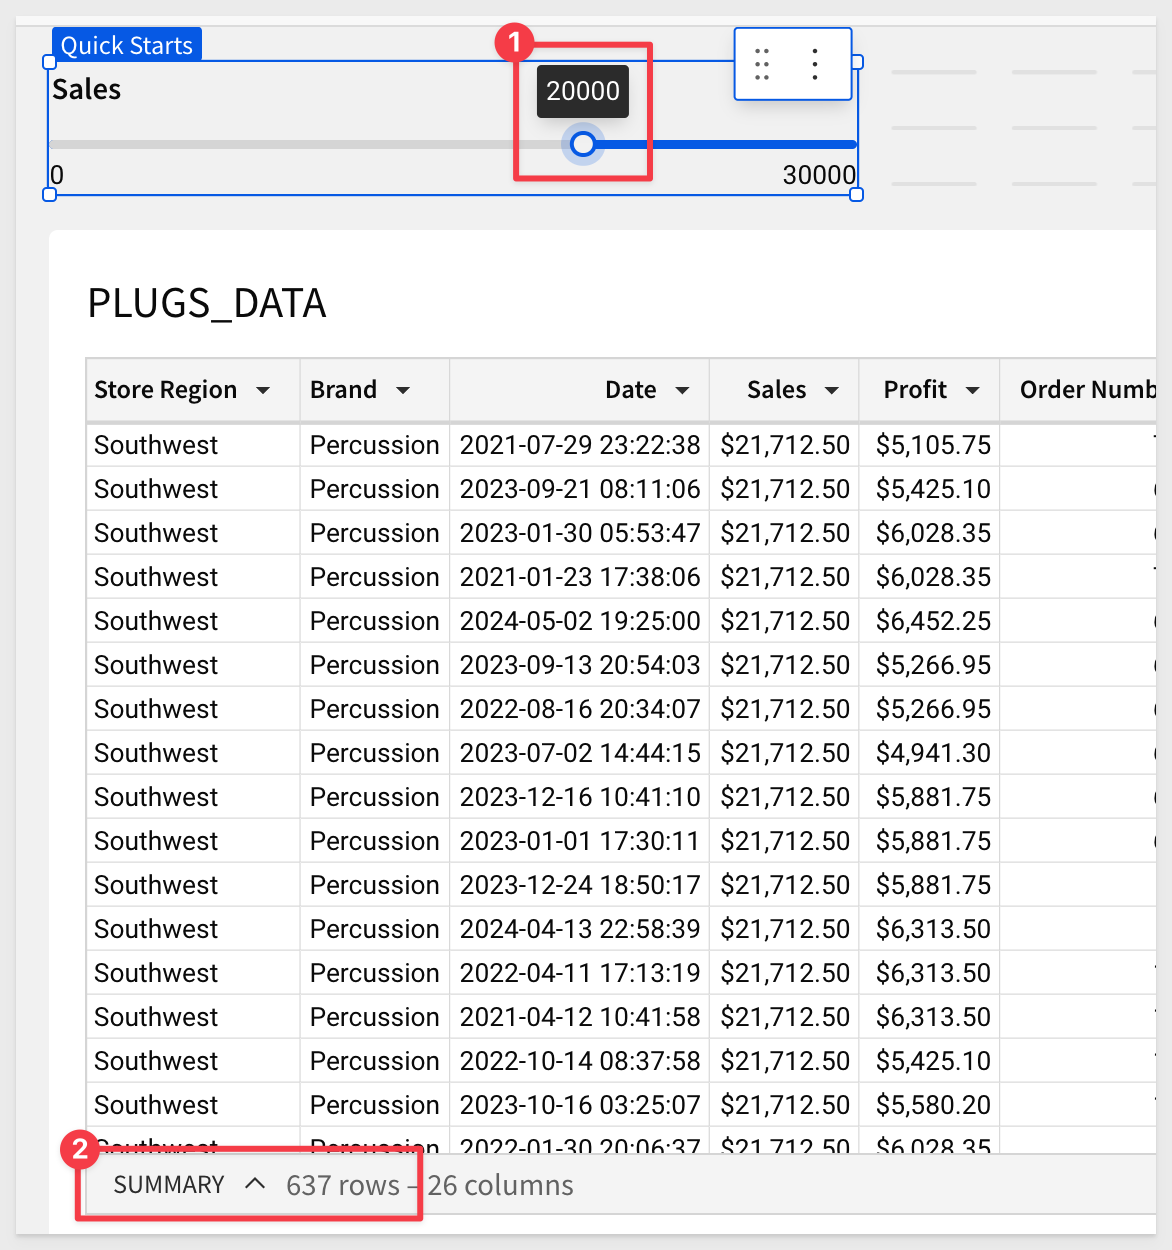 Quick Starts
1
Sales
20000
0 30000
PLUGS_DATA
Store Region Brand Date Sales Profit Order Numb
Southwest Percussion 2021-07-29 23:22:38 $21,712.50 $5,105.75
Southwest Percussion 2023-09-21 08:11:06 $21,712.50 $5,425.10
Southwest Percussion 2023-01-30 05:53:47 $21,712.50 $6,028.35
Southwest Percussion 2021-01-23 17:38:06 $21,712.50 $6,028.35
Southwest Percussion 2024-05-02 19:25:00 $21,712.50 $6,452.25
Southwest Percussion 2023-09-13 20:54:03 $21,712.50 $5,266.95
Southwest Percussion 2022-08-16 20:34:07 $21,712.50 $5,266.95
Southwest Percussion 2023-07-02 14:44:15 $21,712.50 $4,941.30
Southwest Percussion 2023-12-16 10:41:10 $21,712.50 $5,881.75
Southwest Percussion 2023-01-01 17:30:11 $21,712.50 $5,881.75
Southwest Percussion 2023-12-24 18:50:17 $21,712.50 $5,881.75
Southwest Percussion 2024-04-13 22:58:39 $21,712.50 $6,313.50
Southwest Percussion 2022-04-11 17:13:19 $21,712.50 $6,313.50
Southwest Percussion 2021-04-12 10:41:58 $21,712.50 $6,313.50
Southwest Percussion 2022-10-14 08:37:58 $21,712.50 $5,425.10
Southwest Percussion 2023-10-16 03:25:07 $21,712.50 $5,580.20
Southwest Percussion 2022-01-30 20:06:37 $21,712.50 $6,028.35
2
SUMMARY 637 rows – 26 columns